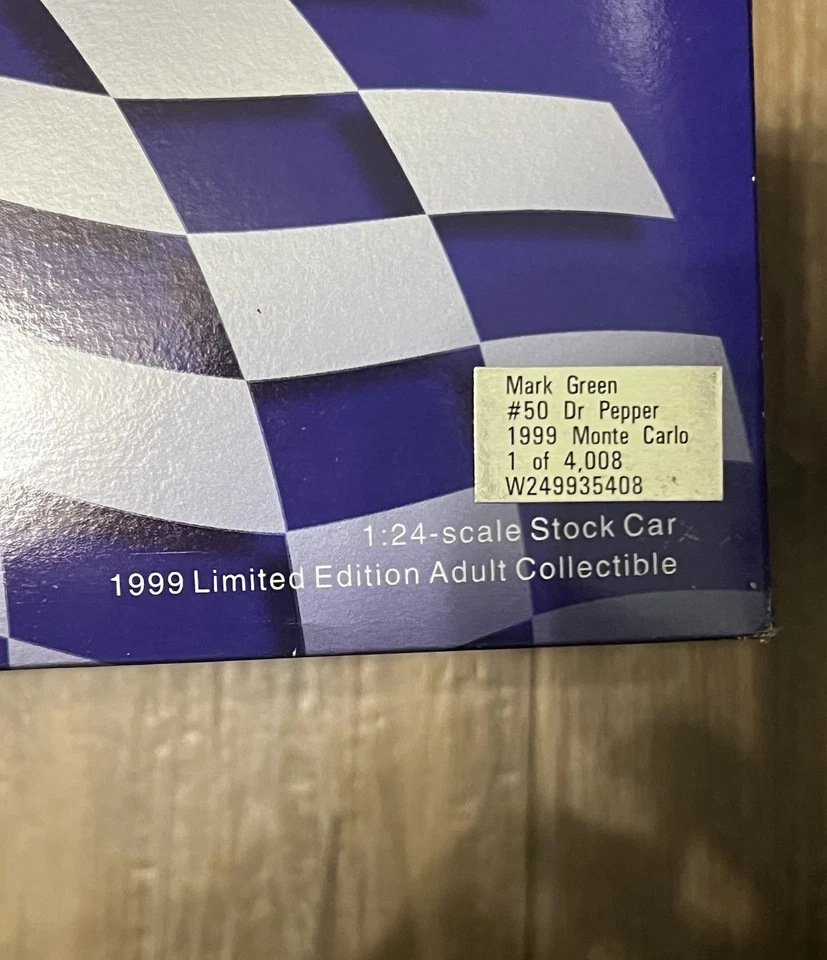 Mark Green
#50 Dr Pepper
1999 Monte Carlo
1 of 4,008
W249935408
1:24-scale Stock Car
1999 Limited Edition Adult Collectible